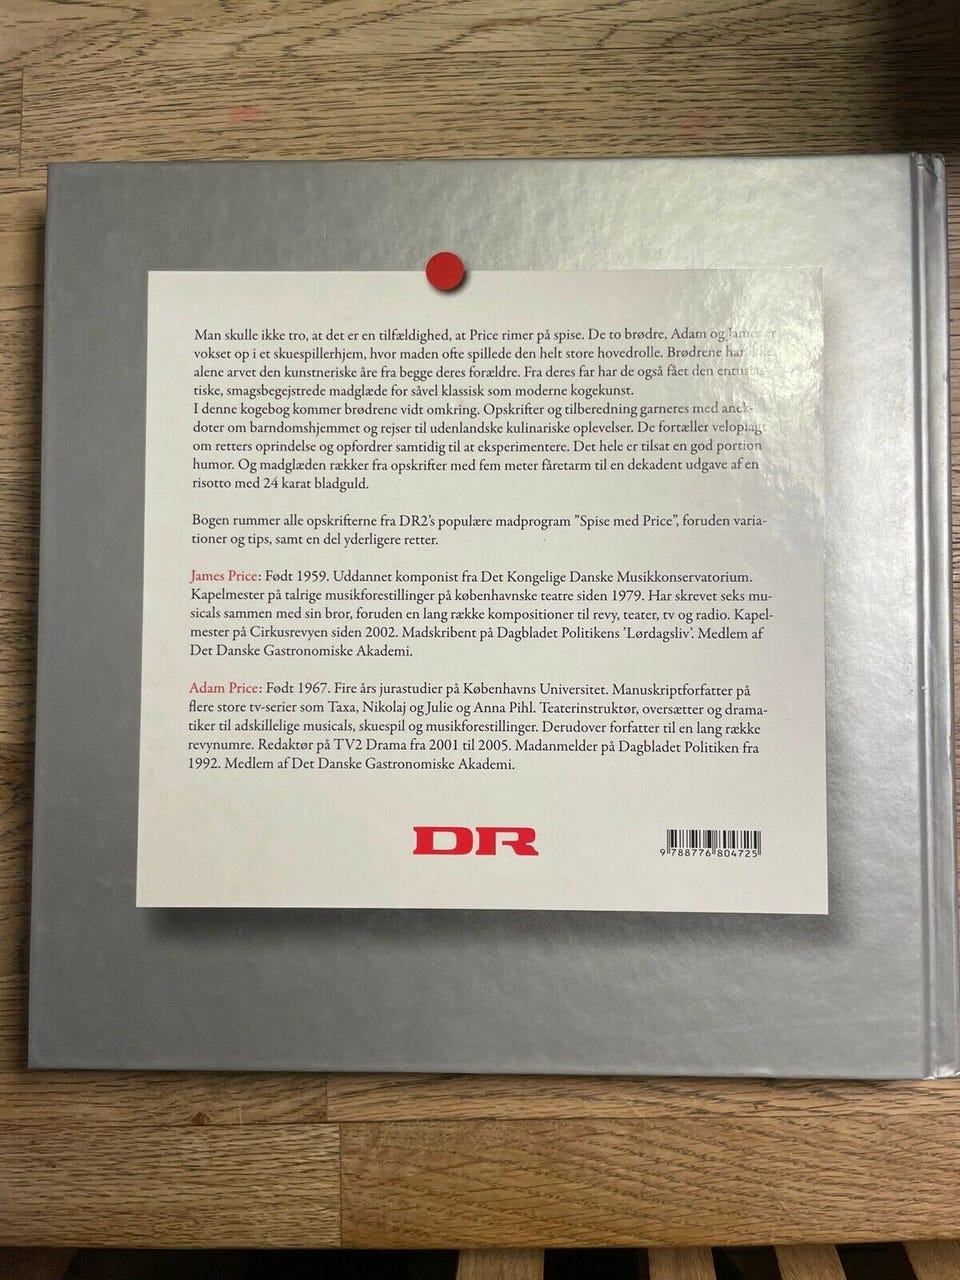 Man skulle ikke tro, at det er en tilfældighed, at Price rimer på spise. De to brødre, Adam og James er
vokset op i et skuespillerhjem, hvor maden ofte spillede den helt store hovedrolle. Brødrene har ikke
alene arvet den kunstneriske åre fra begge deres forældre. Fra deres far har de også fået den entusias-
tiske, smagsbegejstrede madglæde for såvel klassisk som moderne kogekunst.
I denne kogebog kommer brødrene vidt omkring. Opskrifter og tilberedning garneres med anek-
doter om barndomshjemmet og rejser til udenlandske kulinariske oplevelser. De fortæller veloplagt
om retters oprindelse og opfordrer samtidig til at eksperimentere. Det hele er tilsat en god portion
humor. Og madglæden rækker fra opskrifter med fem meter fåretarm til en dekadent udgave af en
risotto med 24 karat bladguld.
Bogen rummer alle opskrifterne fra DR2's populære madprogram "Spise med Price", foruden varia-
tioner og tips, samt en del yderligere retter.
James Price: Født 1959. Uddannet komponist fra Det Kongelige Danske Musikkonservatorium.
Kapelmester på talrige musikforestillinger på københavnske teatre siden 1979. Har skrevet seks mu-
sicals sammen med sin bror, foruden en lang række kompositioner til revy, teater, tv og radio. Kapel-
mester på Cirkusrevyen siden 2002. Madskribent på Dagbladet Politikens 'Lørdagsliv'. Medlem af
Det Danske Gastronomiske Akademi.
Adam Price: Født 1967. Fire års jurastudier på Københavns Universitet. Manuskriptforfatter på
flere store tv-serier som Taxa, Nikolaj og Julie og Anna Pihl. Teaterinstruktør, oversætter og drama-
tiker til adskillelige musicals, skuespil og musikforestillinger. Derudover forfatter til en lang række
revynumre. Redaktør på TV2 Drama fra 2001 til 2005. Madanmelder på Dagbladet Politiken fra
1992. Medlem af Det Danske Gastronomiske Akademi.
DR
9 788776 804725